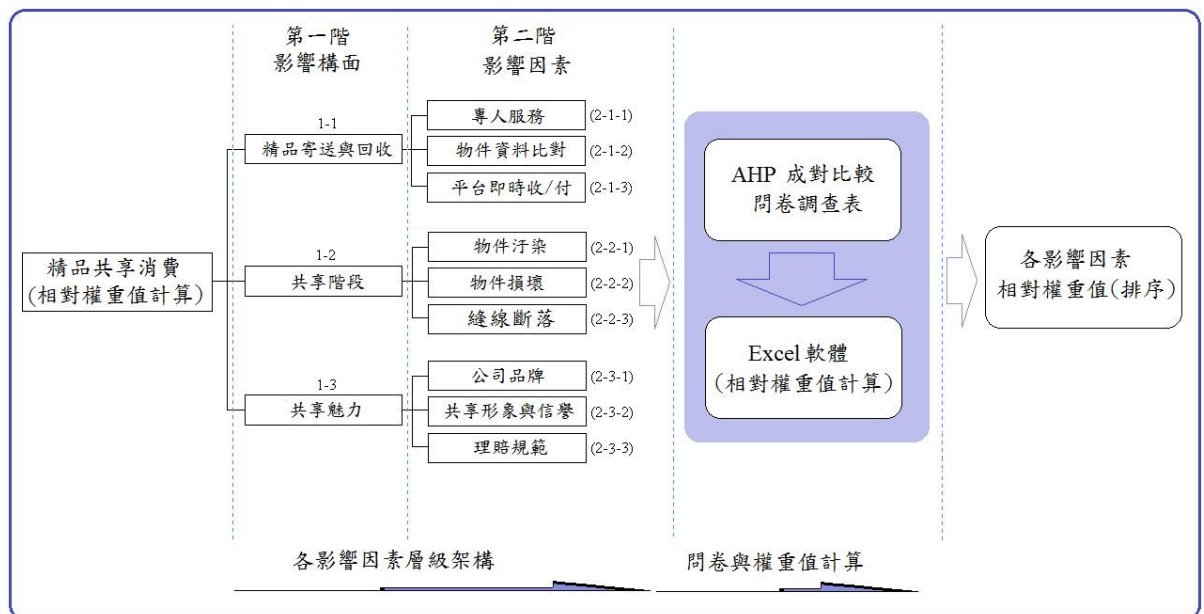 第一階
影響構面
第二階
影響因素
1-1
精品寄送與回收
專人服務 (2-1-1)
物件資料比對 (2-1-2)
平台即時收/付 (2-1-3)
精品共享消費
(相對權重值計算)
1-2
共享階段
物件汙染 (2-2-1)
物件損壞 (2-2-2)
縫線斷落 (2-2-3)
1-3
共享魅力
公司品牌 (2-3-1)
共享形象與信譽 (2-3-2)
理賠規範 (2-3-3)
AHP 成對比較
問卷調查表
Excel 軟體
(相對權重值計算)
各影響因素
相對權重值(排序)
各影響因素層級架構
問卷與權重值計算